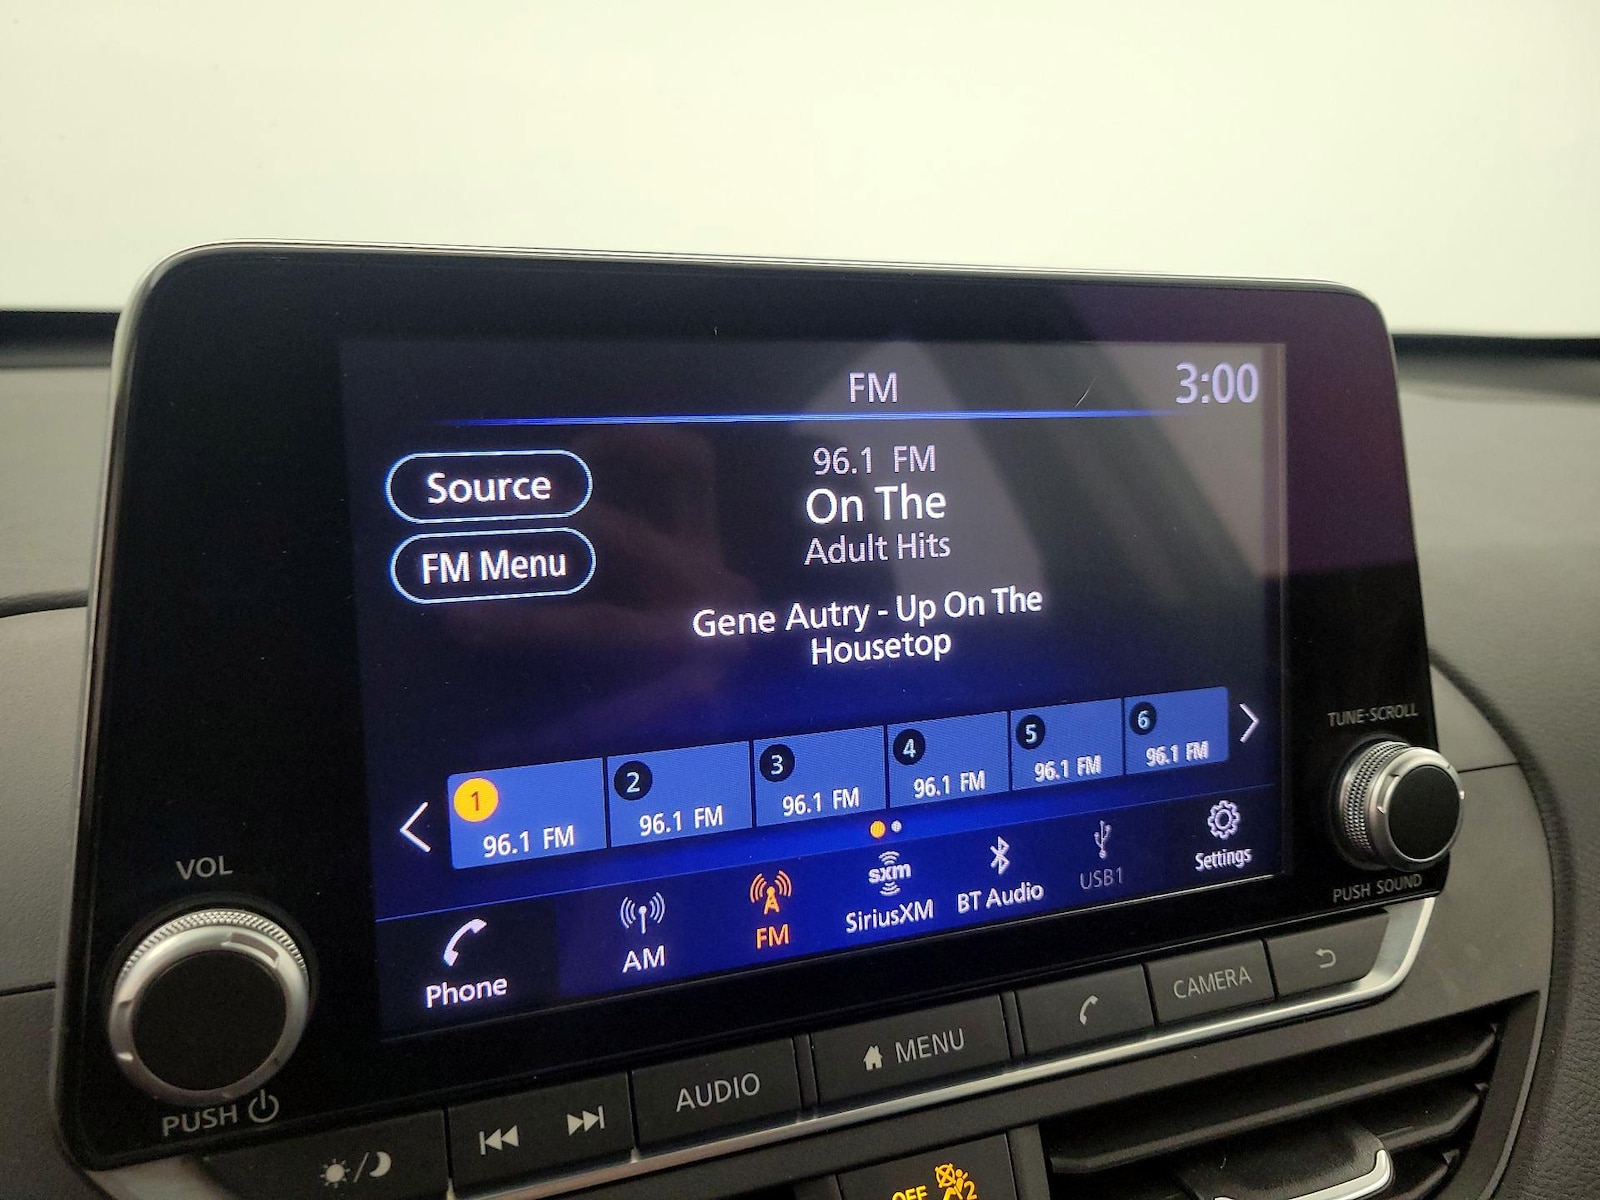 FM
3:00
Source
96.1 FM
On The
FM Menu
Adult Hits
Gene Autry - Up On The
Housetop
1
96.1 FM
2
96.1 FM
3
96.1 FM
4
96.1 FM
5
96.1 FM
6
96.1 FM
Phone
AM
FM
sxm
SiriusXM
BT Audio
USB1
Settings
VOL
PUSH
TUNE·SCROLL
PUSH SOUND
AUDIO
MENU
CAMERA
OFF
2